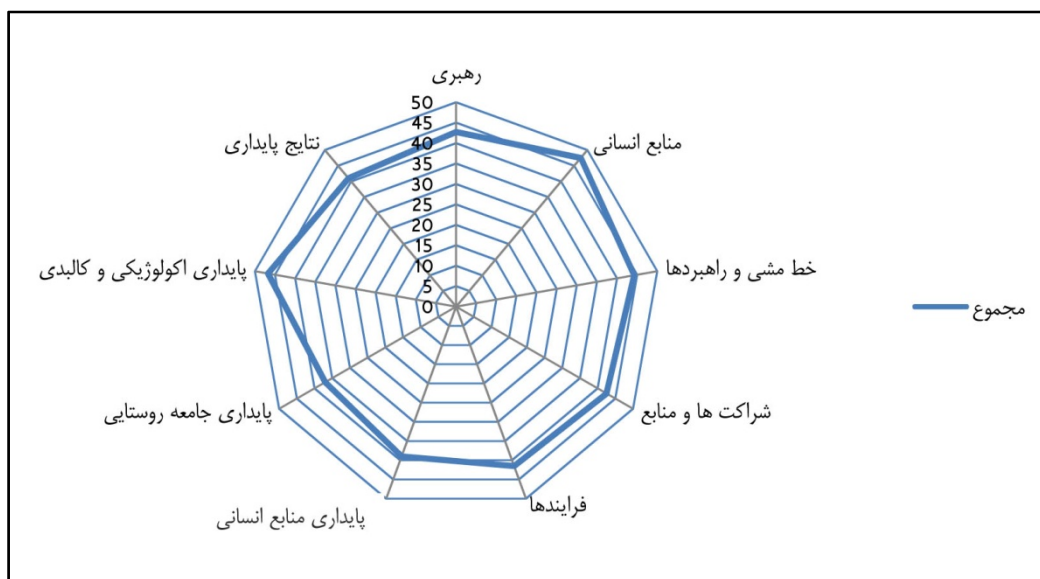 رهبری
50
45
40
35
30
25
20
15
10
5
0
منابع انسانی
خط مشی و راهبردها
شراکت ها و منابع
فرایندها
پایداری منابع انسانی
پایداری جامعه روستایی
پایداری اکولوژیکی و کالبدی
نتایج پایداری
مجموع